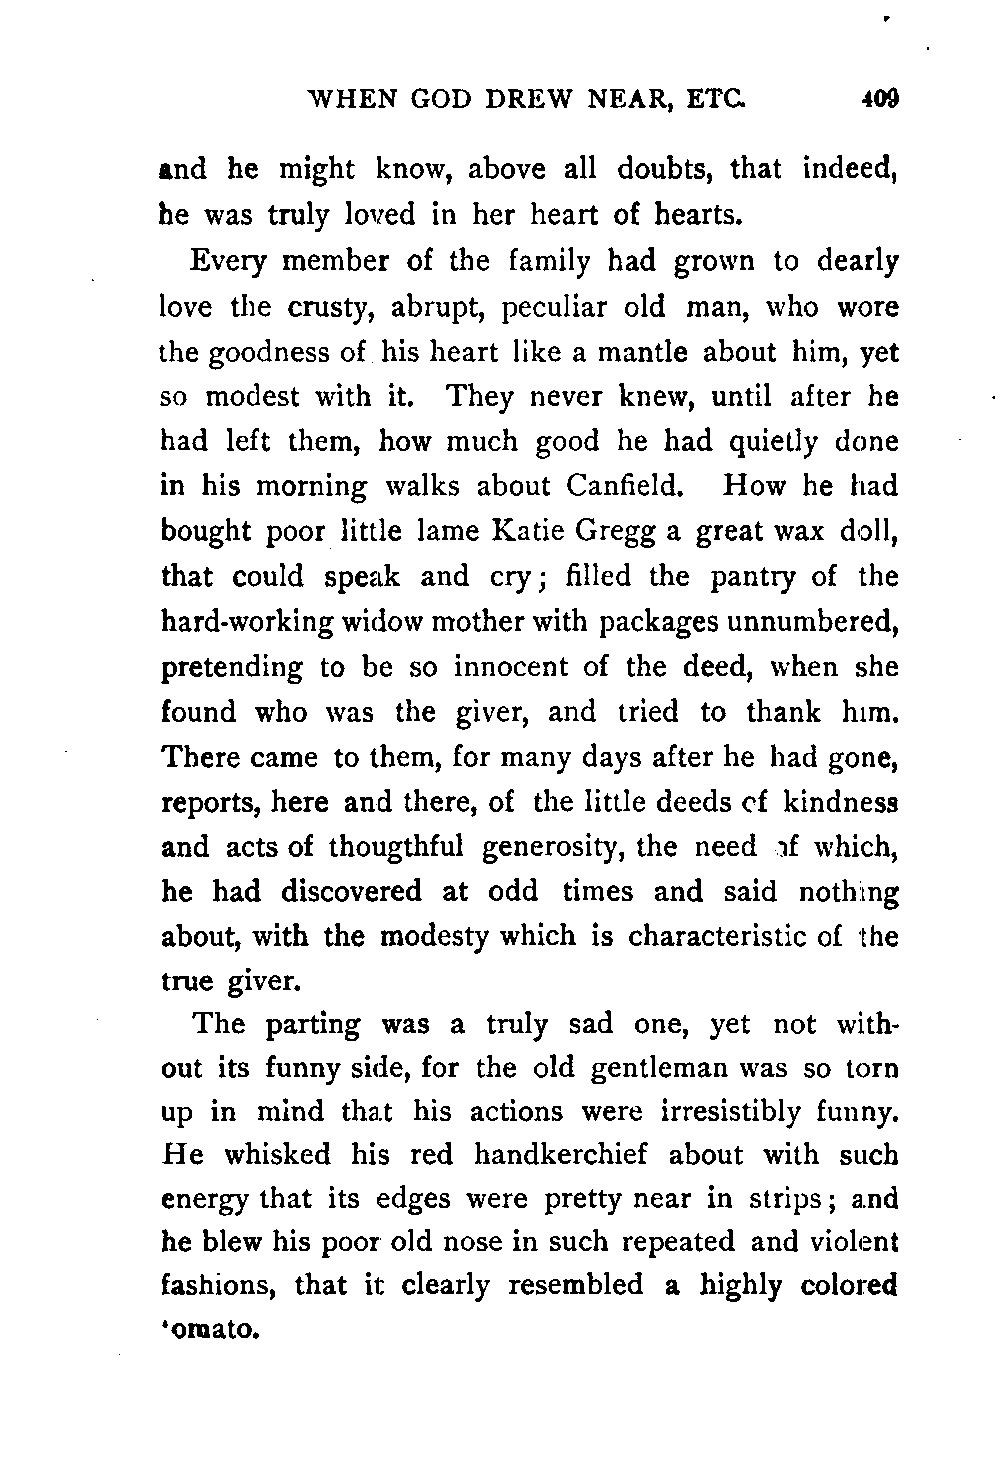 WHEN GOD DREW NEAR, ETC. 409
and he might know, above all doubts, that indeed,
he was truly loved in her heart of hearts.
Every member of the family had grown to dearly
love the crusty, abrupt, peculiar old man, who wore
the goodness of his heart like a mantle about him, yet
so modest with it. They never knew, until after he
had left them, how much good he had quietly done
in his morning walks about Canfield. How he had
bought poor little lame Katie Gregg a great wax doll,
that could speak and cry; filled the pantry of the
hard-working widow mother with packages unnumbered,
pretending to be so innocent of the deed, when she
found who was the giver, and tried to thank him.
There came to them, for many days after he had gone,
reports, here and there, of the little deeds of kindness
and acts of thougthful generosity, the need of which,
he had discovered at odd times and said nothing
about, with the modesty which is characteristic of the
true giver.
The parting was a truly sad one, yet not with-
out its funny side, for the old gentleman was so torn
up in mind that his actions were irresistibly funny.
He whisked his red handkerchief about with such
energy that its edges were pretty near in strips; and
he blew his poor old nose in such repeated and violent
fashions, that it clearly resembled a highly colored
'omato.